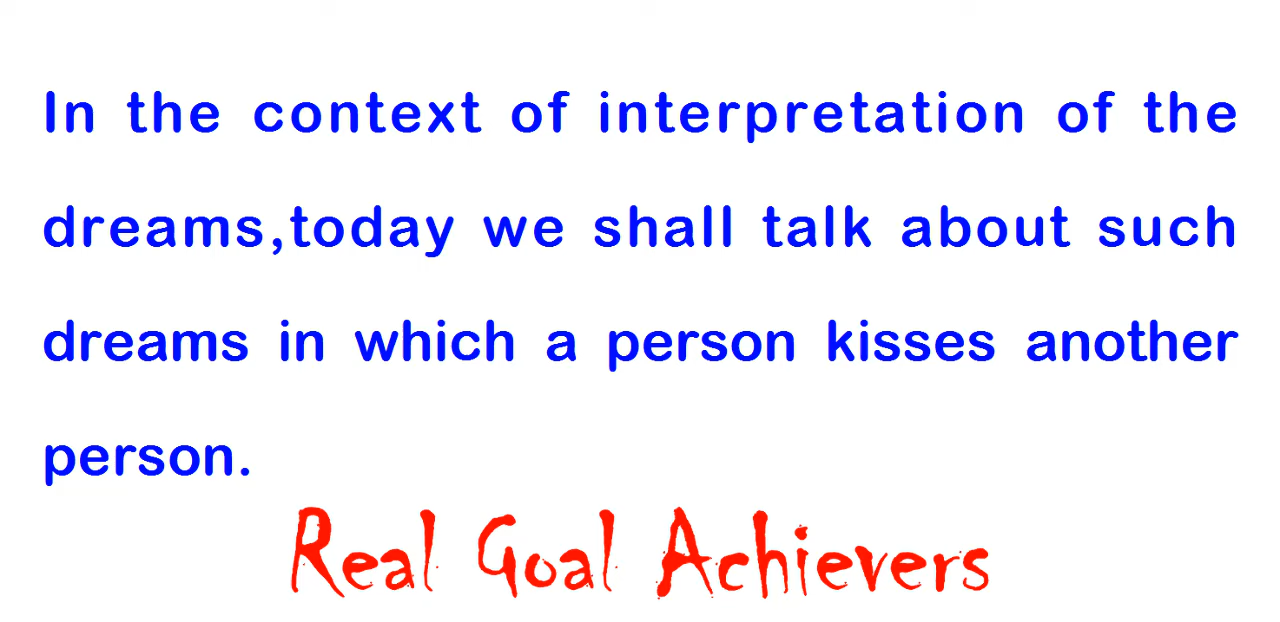 In the context of interpretation of the
dreams,today we shall talk about such
dreams in which a person kisses another
person.
Real Goal Achievers